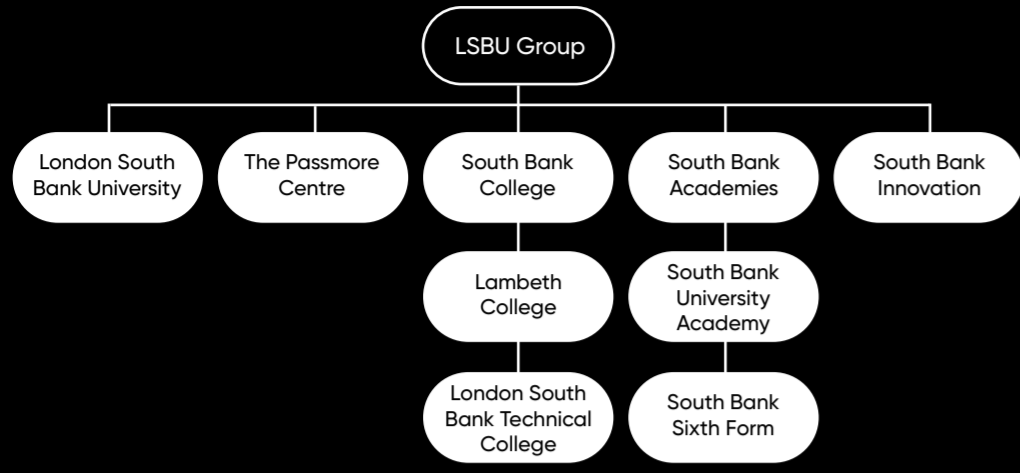 LSBU Group
London South
Bank University
The Passmore
Centre
South Bank
College
South Bank
Academies
South Bank
Innovation
Lambeth
College
South Bank
University
Academy
London South
Bank Technical
College
South Bank
Sixth Form